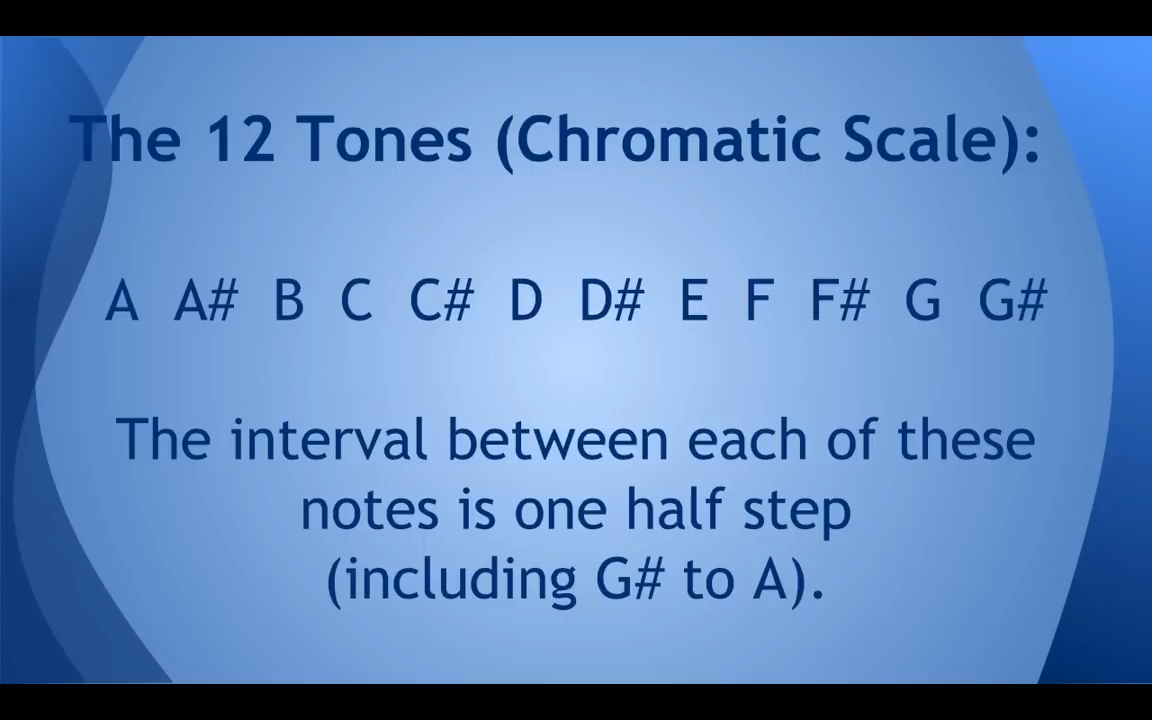 The 12 Tones (Chromatic Scale):
A A# B C C# D D# E F F# G G#
The interval between each of these
notes is one half step
(including G# to A).